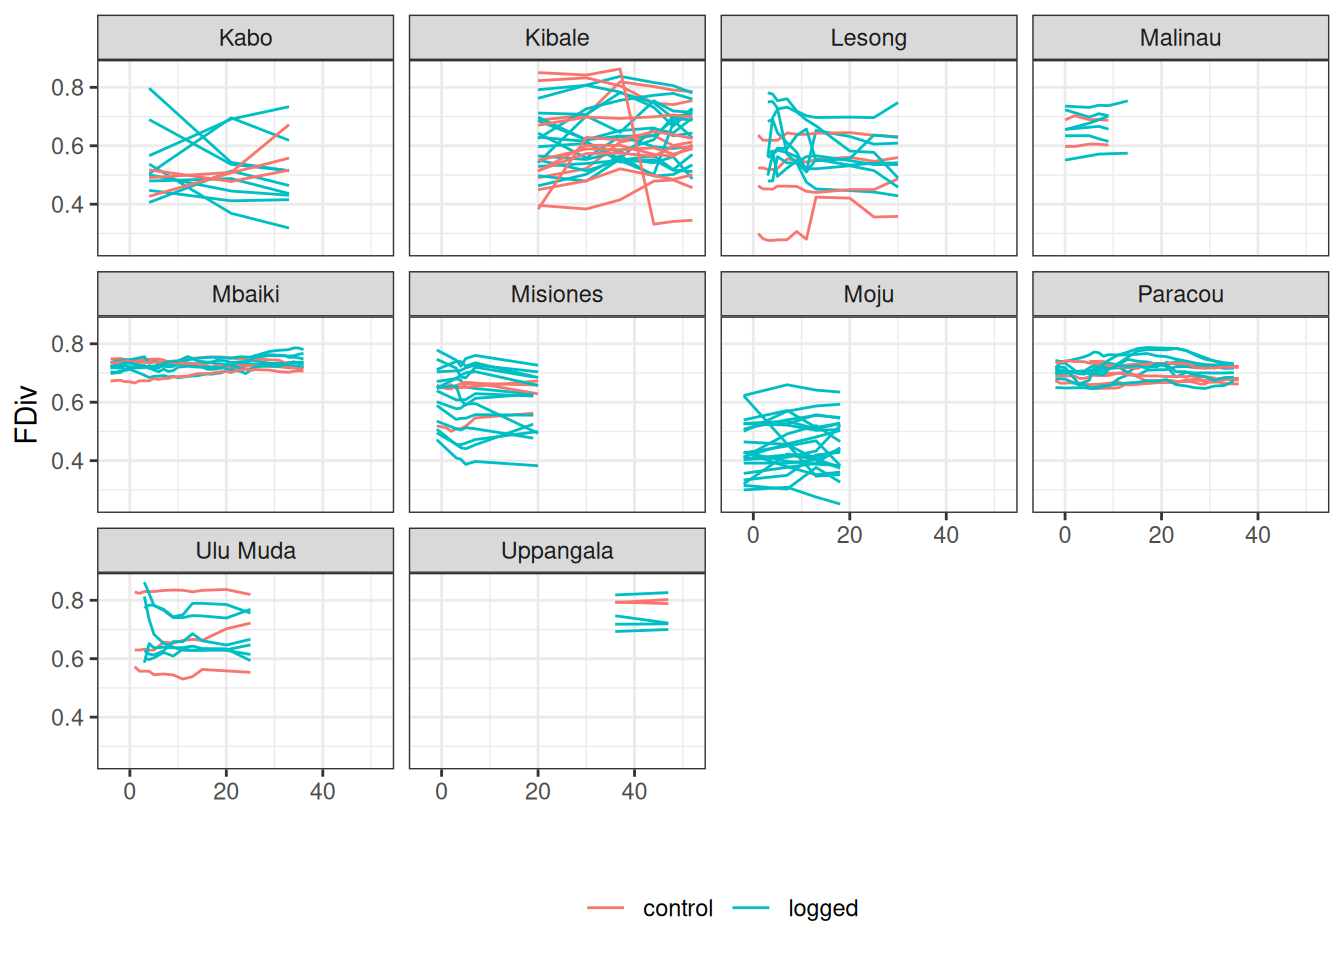 Kabo Kibale Lesong Malinau
0.8
0.6
0.4
Mbaiki Misiones Moju Paracou
0.8
0.6
0.4
FDiv
0 20 40 0 20 40
Ulu Muda Uppangala
0.8
0.6
0.4
0 20 40 0 20 40
control logged